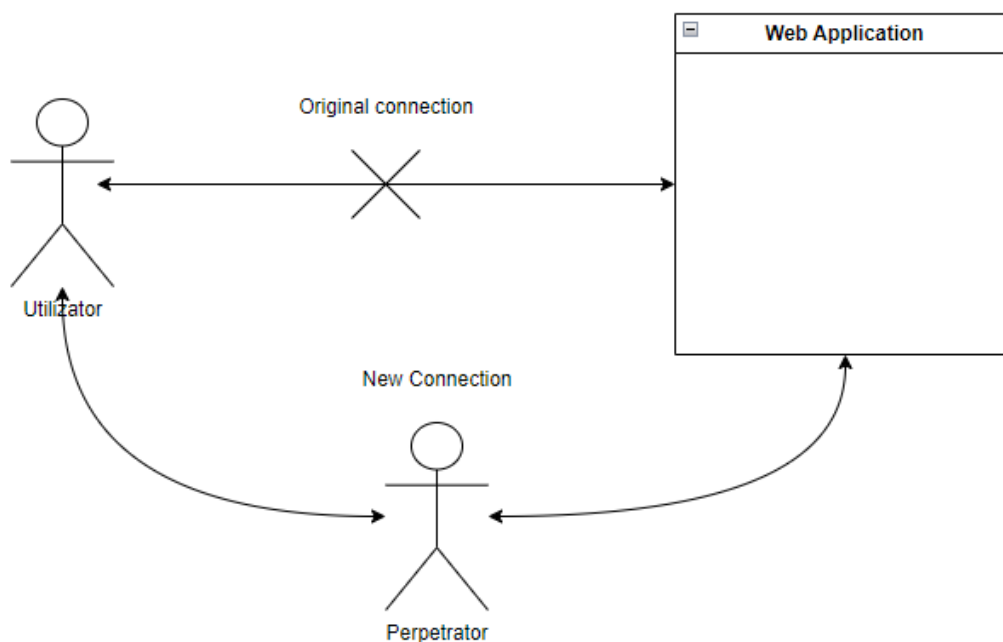 Web Application
Original connection
Utilizator
New Connection
Perpetrator